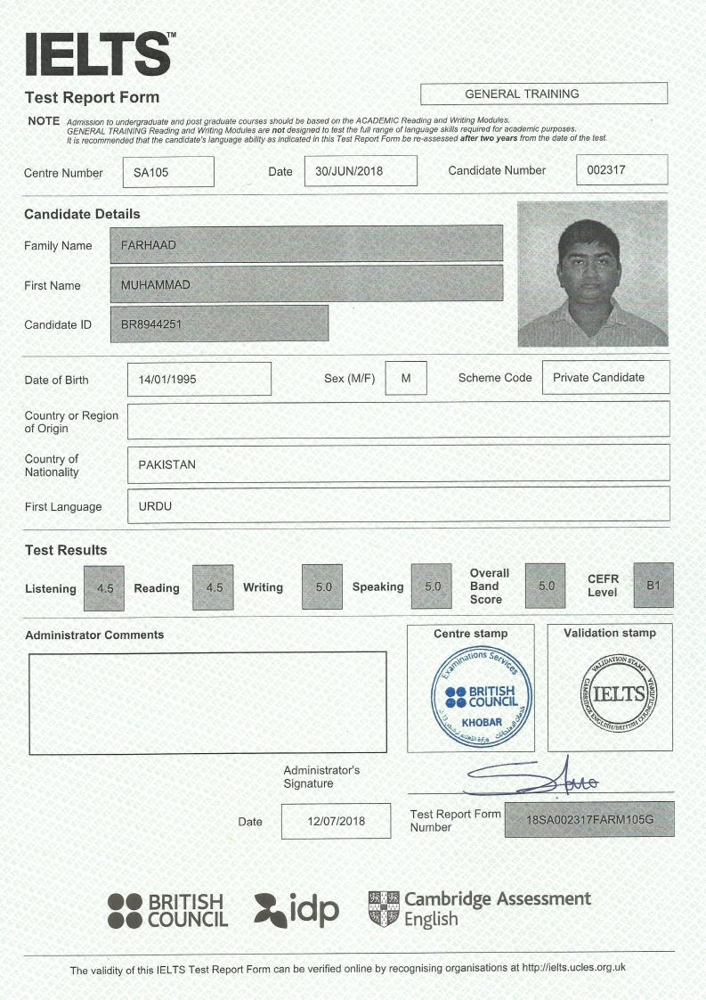 IELTS™
Test Report Form
GENERAL TRAINING
NOTE Admission to undergraduate and post graduate courses should be based on the ACADEMIC Reading and Writing Modules.
GENERAL TRAINING Reading and Writing Modules are not designed to test the full range of language skills required for academic purposes.
It is recommended that the candidate's language ability as indicated in this Test Report Form be re-assessed after two years from the date of the test.
Centre Number SA105 Date 30/JUN/2018 Candidate Number 002317
Candidate Details
Family Name FARHAAD
First Name MUHAMMAD
Candidate ID BR8944251
Date of Birth 14/01/1995 Sex (M/F) M Scheme Code Private Candidate
Country or Region
of Origin
Country of
Nationality PAKISTAN
First Language URDU
Test Results
Listening 4.5 Reading 4.5 Writing 5.0 Speaking 5.0 Overall Band Score 5.0 CEFR Level B1
Administrator Comments
Centre stamp
Examinations Services
BRITISH
COUNCIL
KHOBAR
خدمات الامتحانات
Validation stamp
VALIDATION STAMP
IELTS
CAMBRIDGE ENGLISH/BRITISH COUNCIL/IDP:IEA
Administrator's
Signature
Date 12/07/2018
Test Report Form
Number 18SA002317FARM105G
BRITISH
COUNCIL
idp
Cambridge Assessment
English
The validity of this IELTS Test Report Form can be verified online by recognising organisations at http://ielts.ucles.org.uk